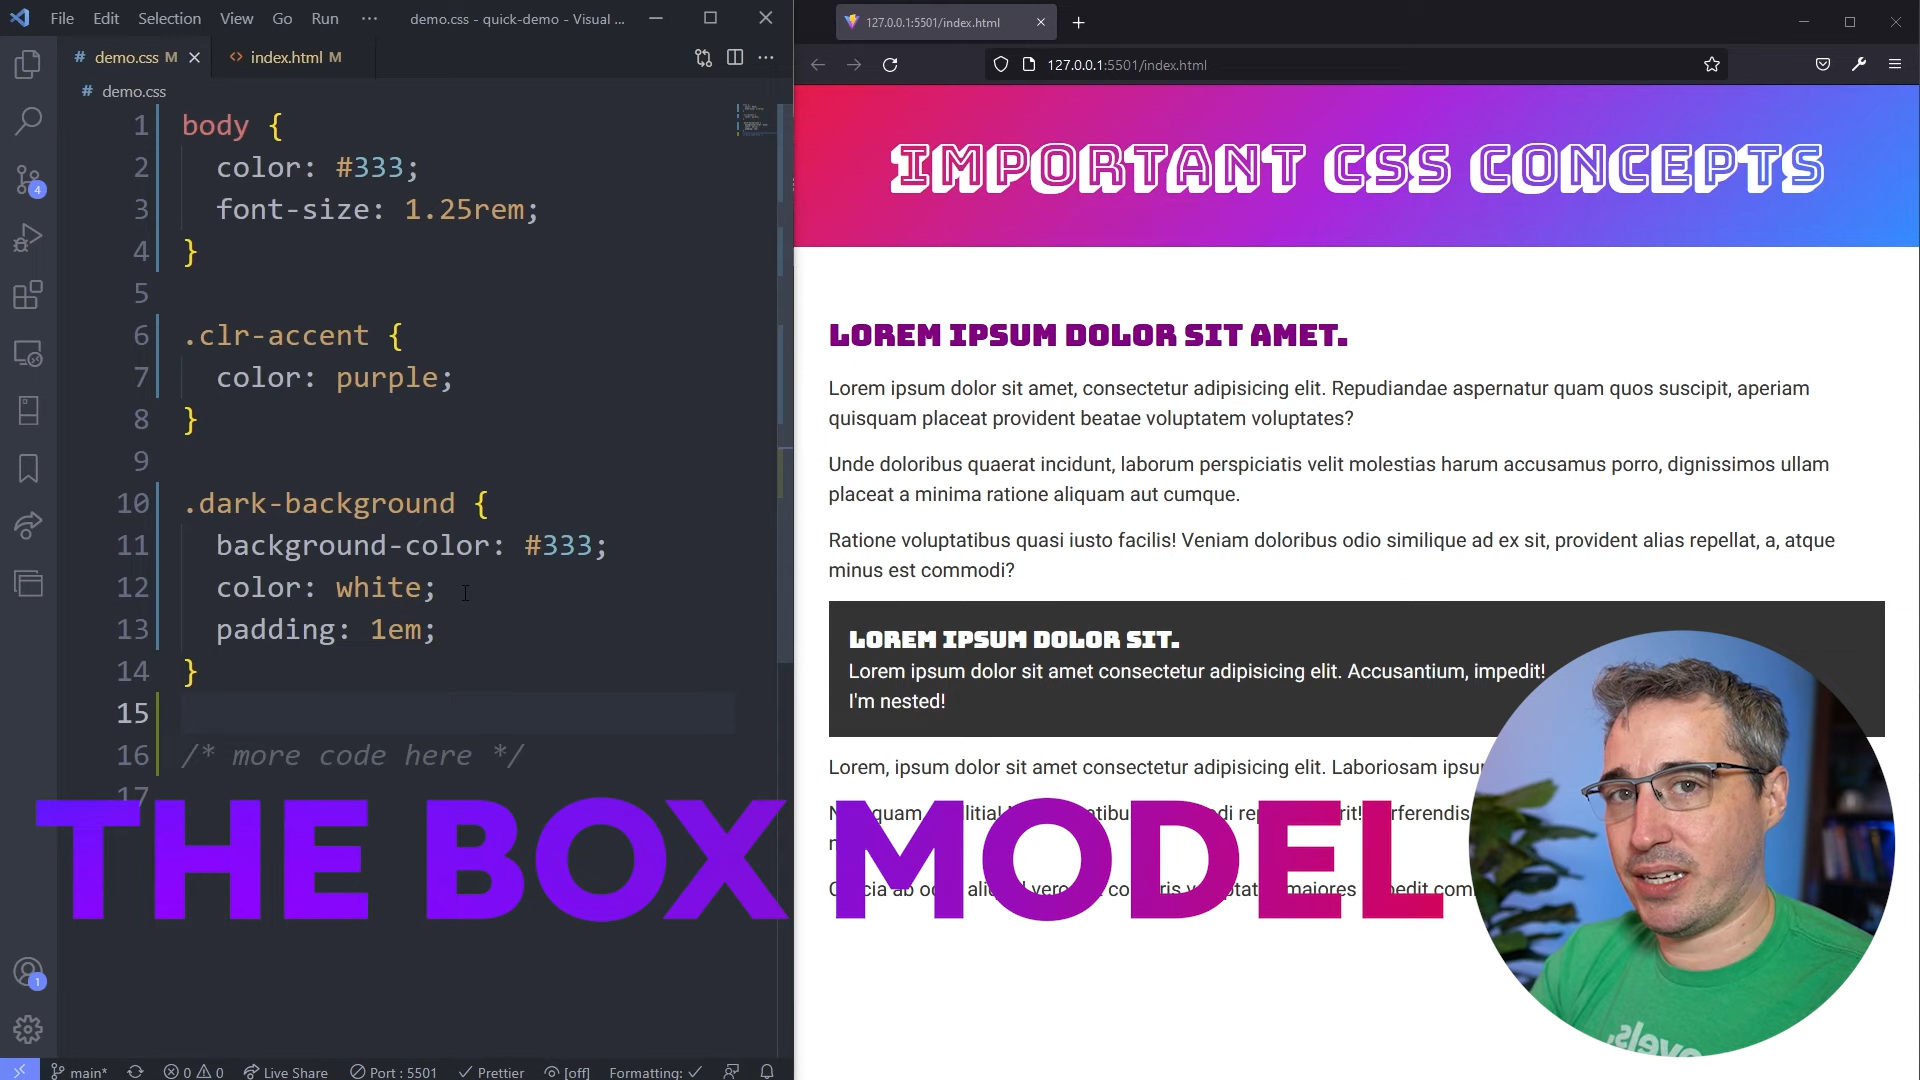 File Edit Selection View Go Run ··· demo.css - quick-demo - Visual ...
# demo.css M
<> index.html M
# demo.css
1 body {
2 color: #333;
3 font-size: 1.25rem;
4 }
5
6 .clr-accent {
7 color: purple;
8 }
9
10 .dark-background {
11 background-color: #333;
12 color: white;
13 padding: 1em;
14 }
15
16 /* more code here */
17
4
1
main*
0
0
Live Share
Port : 5501
Prettier
[off]
Formatting:
127.0.0.1:5501/index.html
127.0.0.1:5501/index.html
IMPORTANT CSS CONCEPTS
LOREM IPSUM DOLOR SIT AMET.
Lorem ipsum dolor sit amet, consectetur adipisicing elit. Repudiandae aspernatur quam quos suscipit, aperiam
quisquam placeat provident beatae voluptatem voluptates?
Unde doloribus quaerat incidunt, laborum perspiciatis velit molestias harum accusamus porro, dignissimos ullam
placeat a minima ratione aliquam aut cumque.
Ratione voluptatibus quasi iusto facilis! Veniam doloribus odio similique ad ex sit, provident alias repellat, a, atque
minus est commodi?
LOREM IPSUM DOLOR SIT.
Lorem ipsum dolor sit amet consectetur adipisicing elit. Accusantium, impedit!
I'm nested!
Lorem, ipsum dolor sit amet consectetur adipisicing elit. Laboriosam
THE BOX MODEL